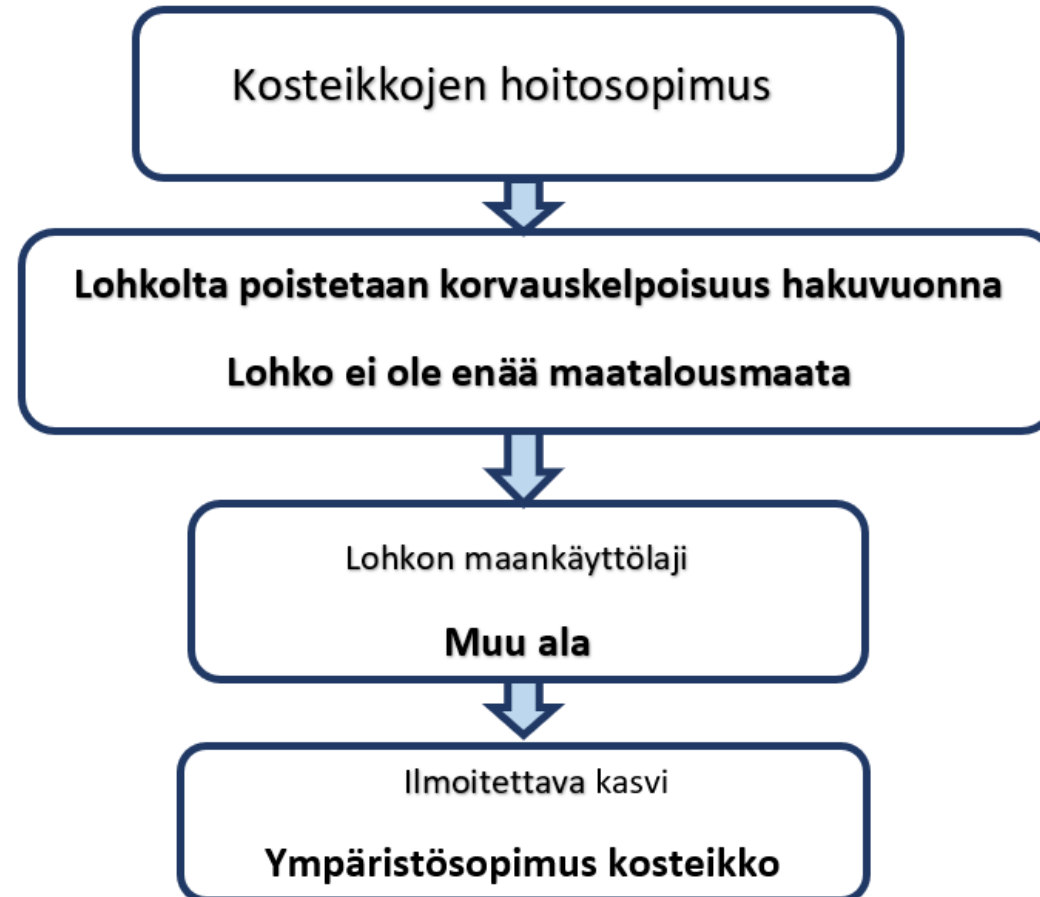 Kosteikkojen hoitosopimus
Lohkolta poistetaan korvauskelpoisuus hakuvuonna
Lohko ei ole enää maatalousmaata
Lohkon maankäyttölaji
Muu ala
Ilmoitettava kasvi
Ympäristösopimus kosteikko